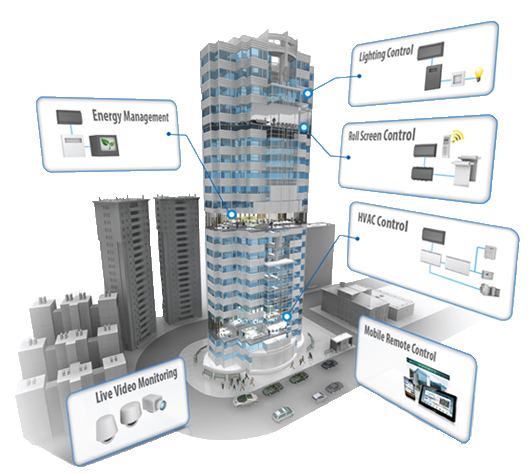 Lighting Control
Energy Management
Roll Screen Control
HVAC Control
Mobile Remote Control
Live Video Monitoring